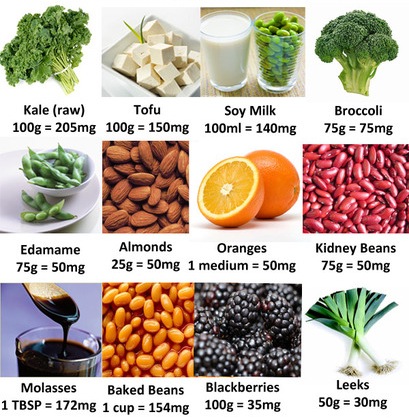 Kale (raw)
100g = 205mg
Tofu
100g = 150mg
Soy Milk
100ml = 140mg
Broccoli
75g = 75mg
Edamame
75g = 50mg
Almonds
25g = 50mg
Oranges
1 medium = 50mg
Kidney Beans
75g = 50mg
Molasses
1 TBSP = 172mg
Baked Beans
1 cup = 154mg
Blackberries
100g = 35mg
Leeks
50g = 30mg